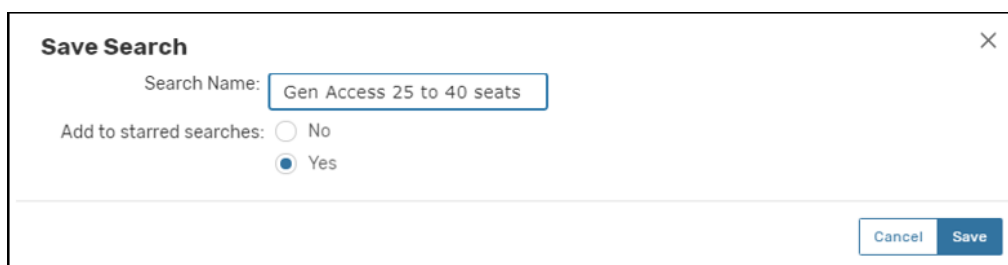 Save Search
Search Name: Gen Access 25 to 40 seats
Add to starred searches: No
Yes
Cancel Save